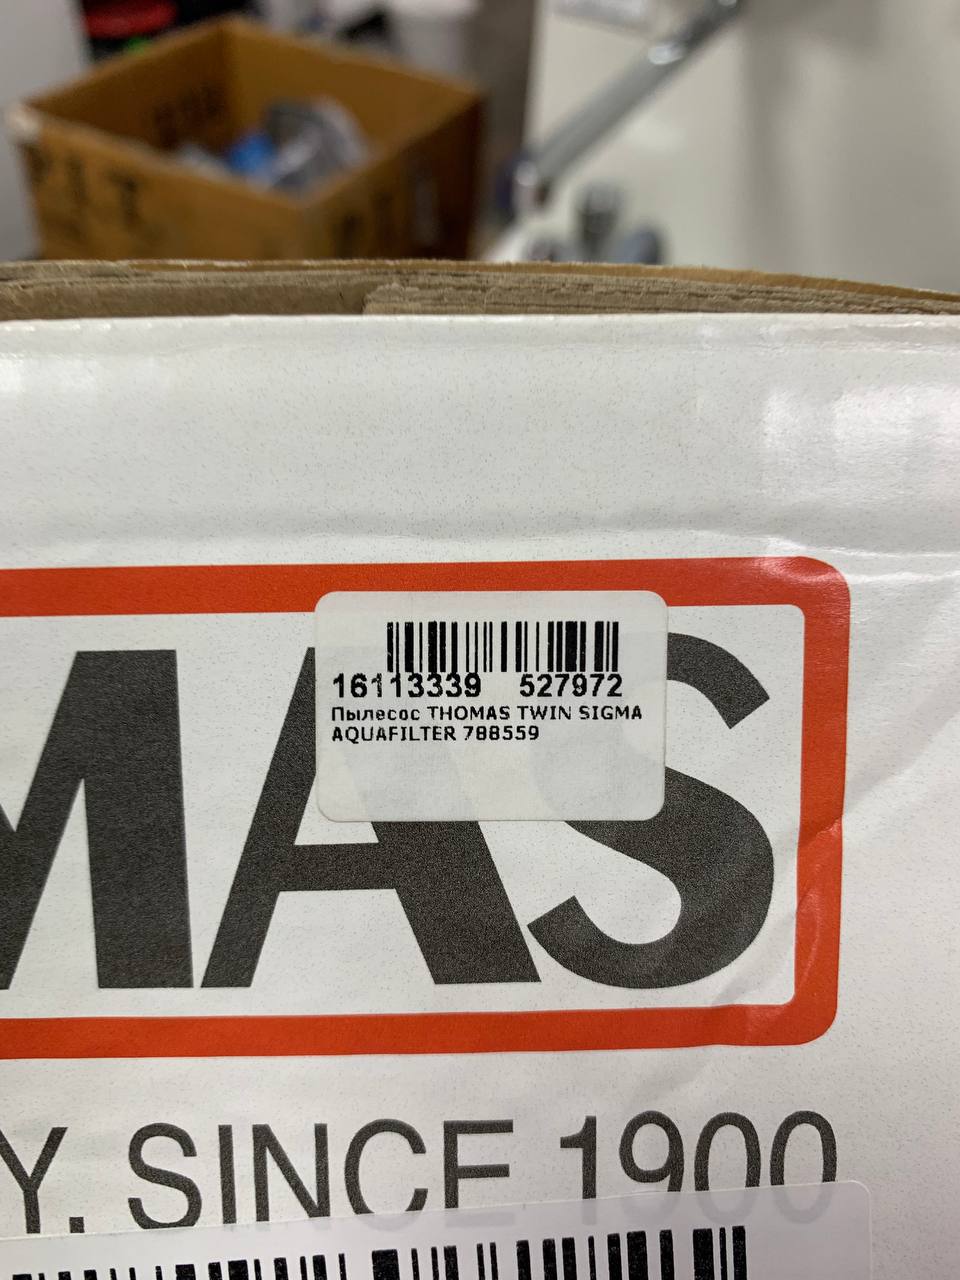 MAS
16113339 527972
Пылесос THOMAS TWIN SIGMA
AQUAFILTER 788559
Y. SINCE 1900